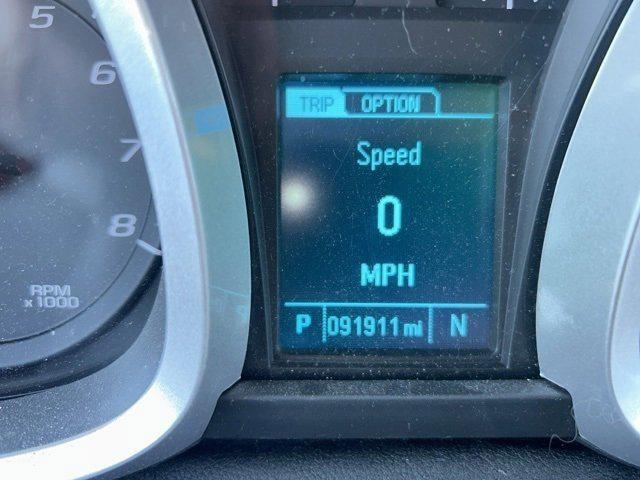 5
6
7
8
RPM
x1000
TRIP OPTION
Speed
0
MPH
P 091911 mi N